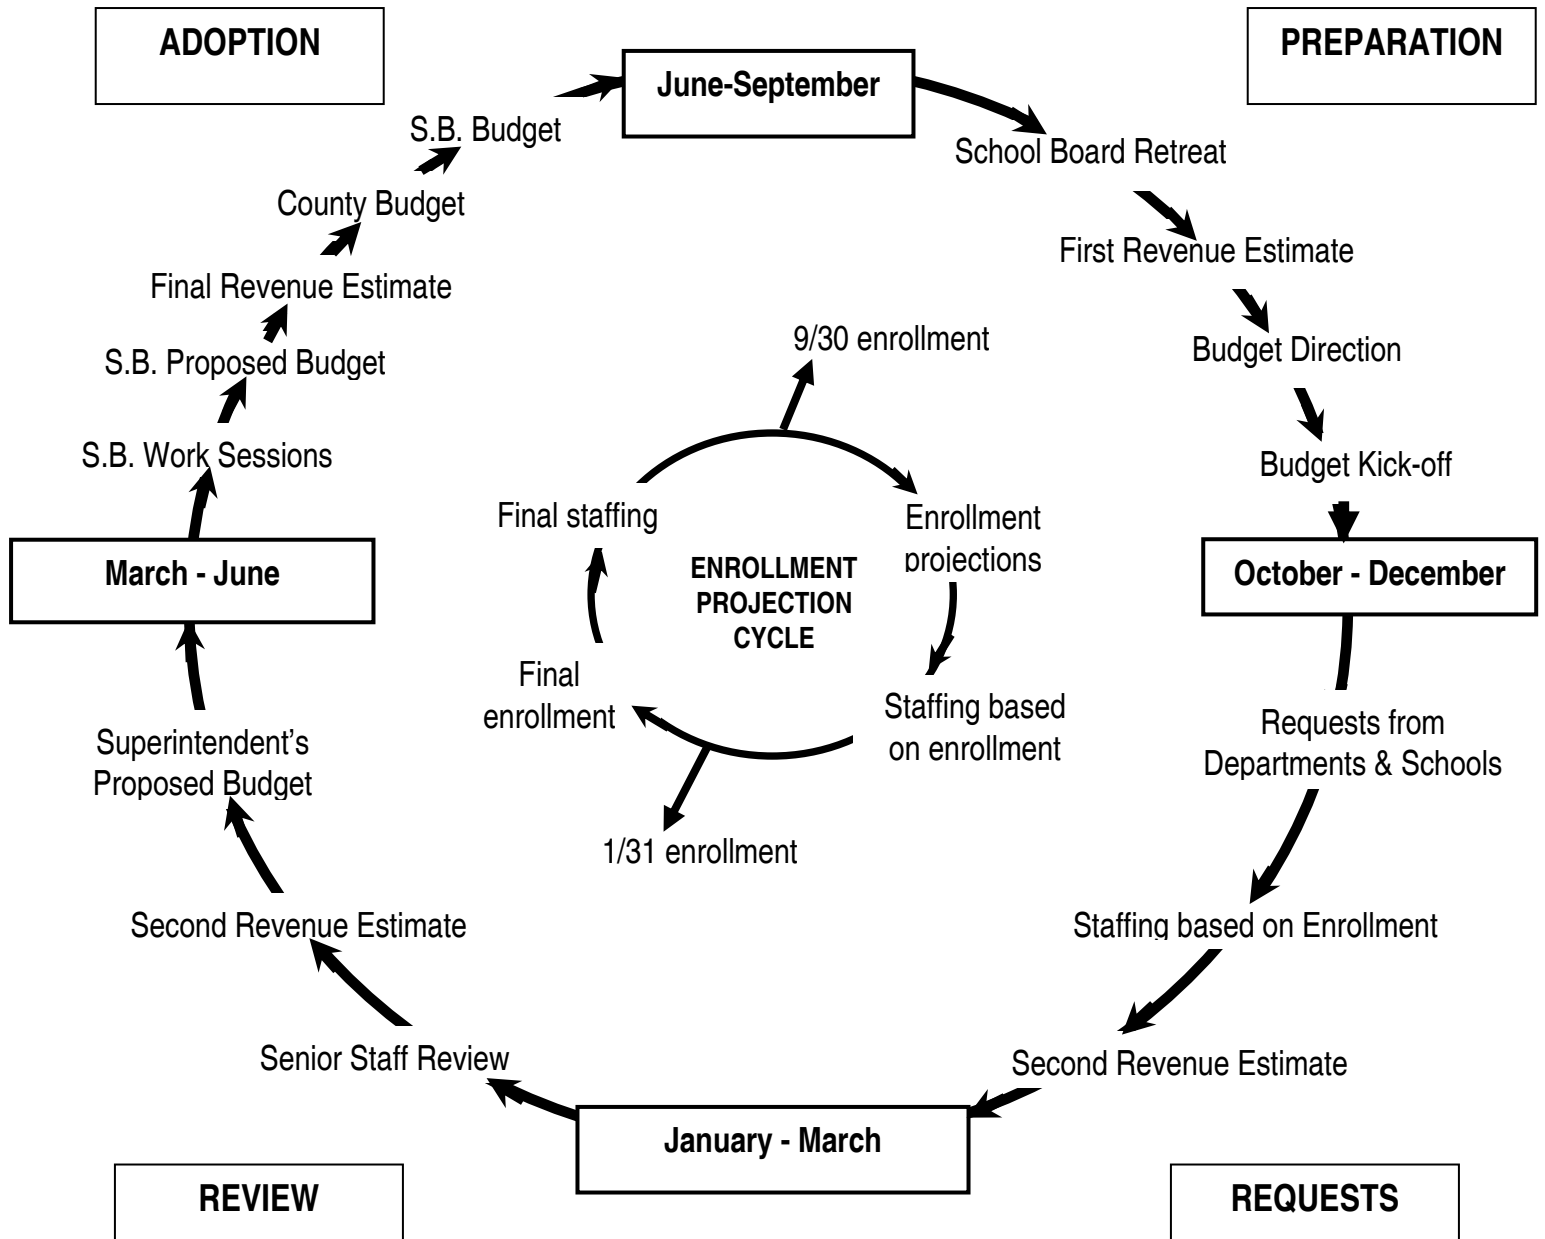 ADOPTION
PREPARATION
June-September
S.B. Budget
School Board Retreat
County Budget
First Revenue Estimate
Final Revenue Estimate
9/30 enrollment
Budget Direction
S.B. Proposed Budget
S.B. Work Sessions
Budget Kick-off
Final staffing
Enrollment
projections
ENROLLMENT
PROJECTION
CYCLE
March - June
October - December
Final
enrollment
Staffing based
on enrollment
Superintendent's
Proposed Budget
Requests from
Departments & Schools
1/31 enrollment
Second Revenue Estimate
Staffing based on Enrollment
Senior Staff Review
Second Revenue Estimate
January - March
REVIEW
REQUESTS